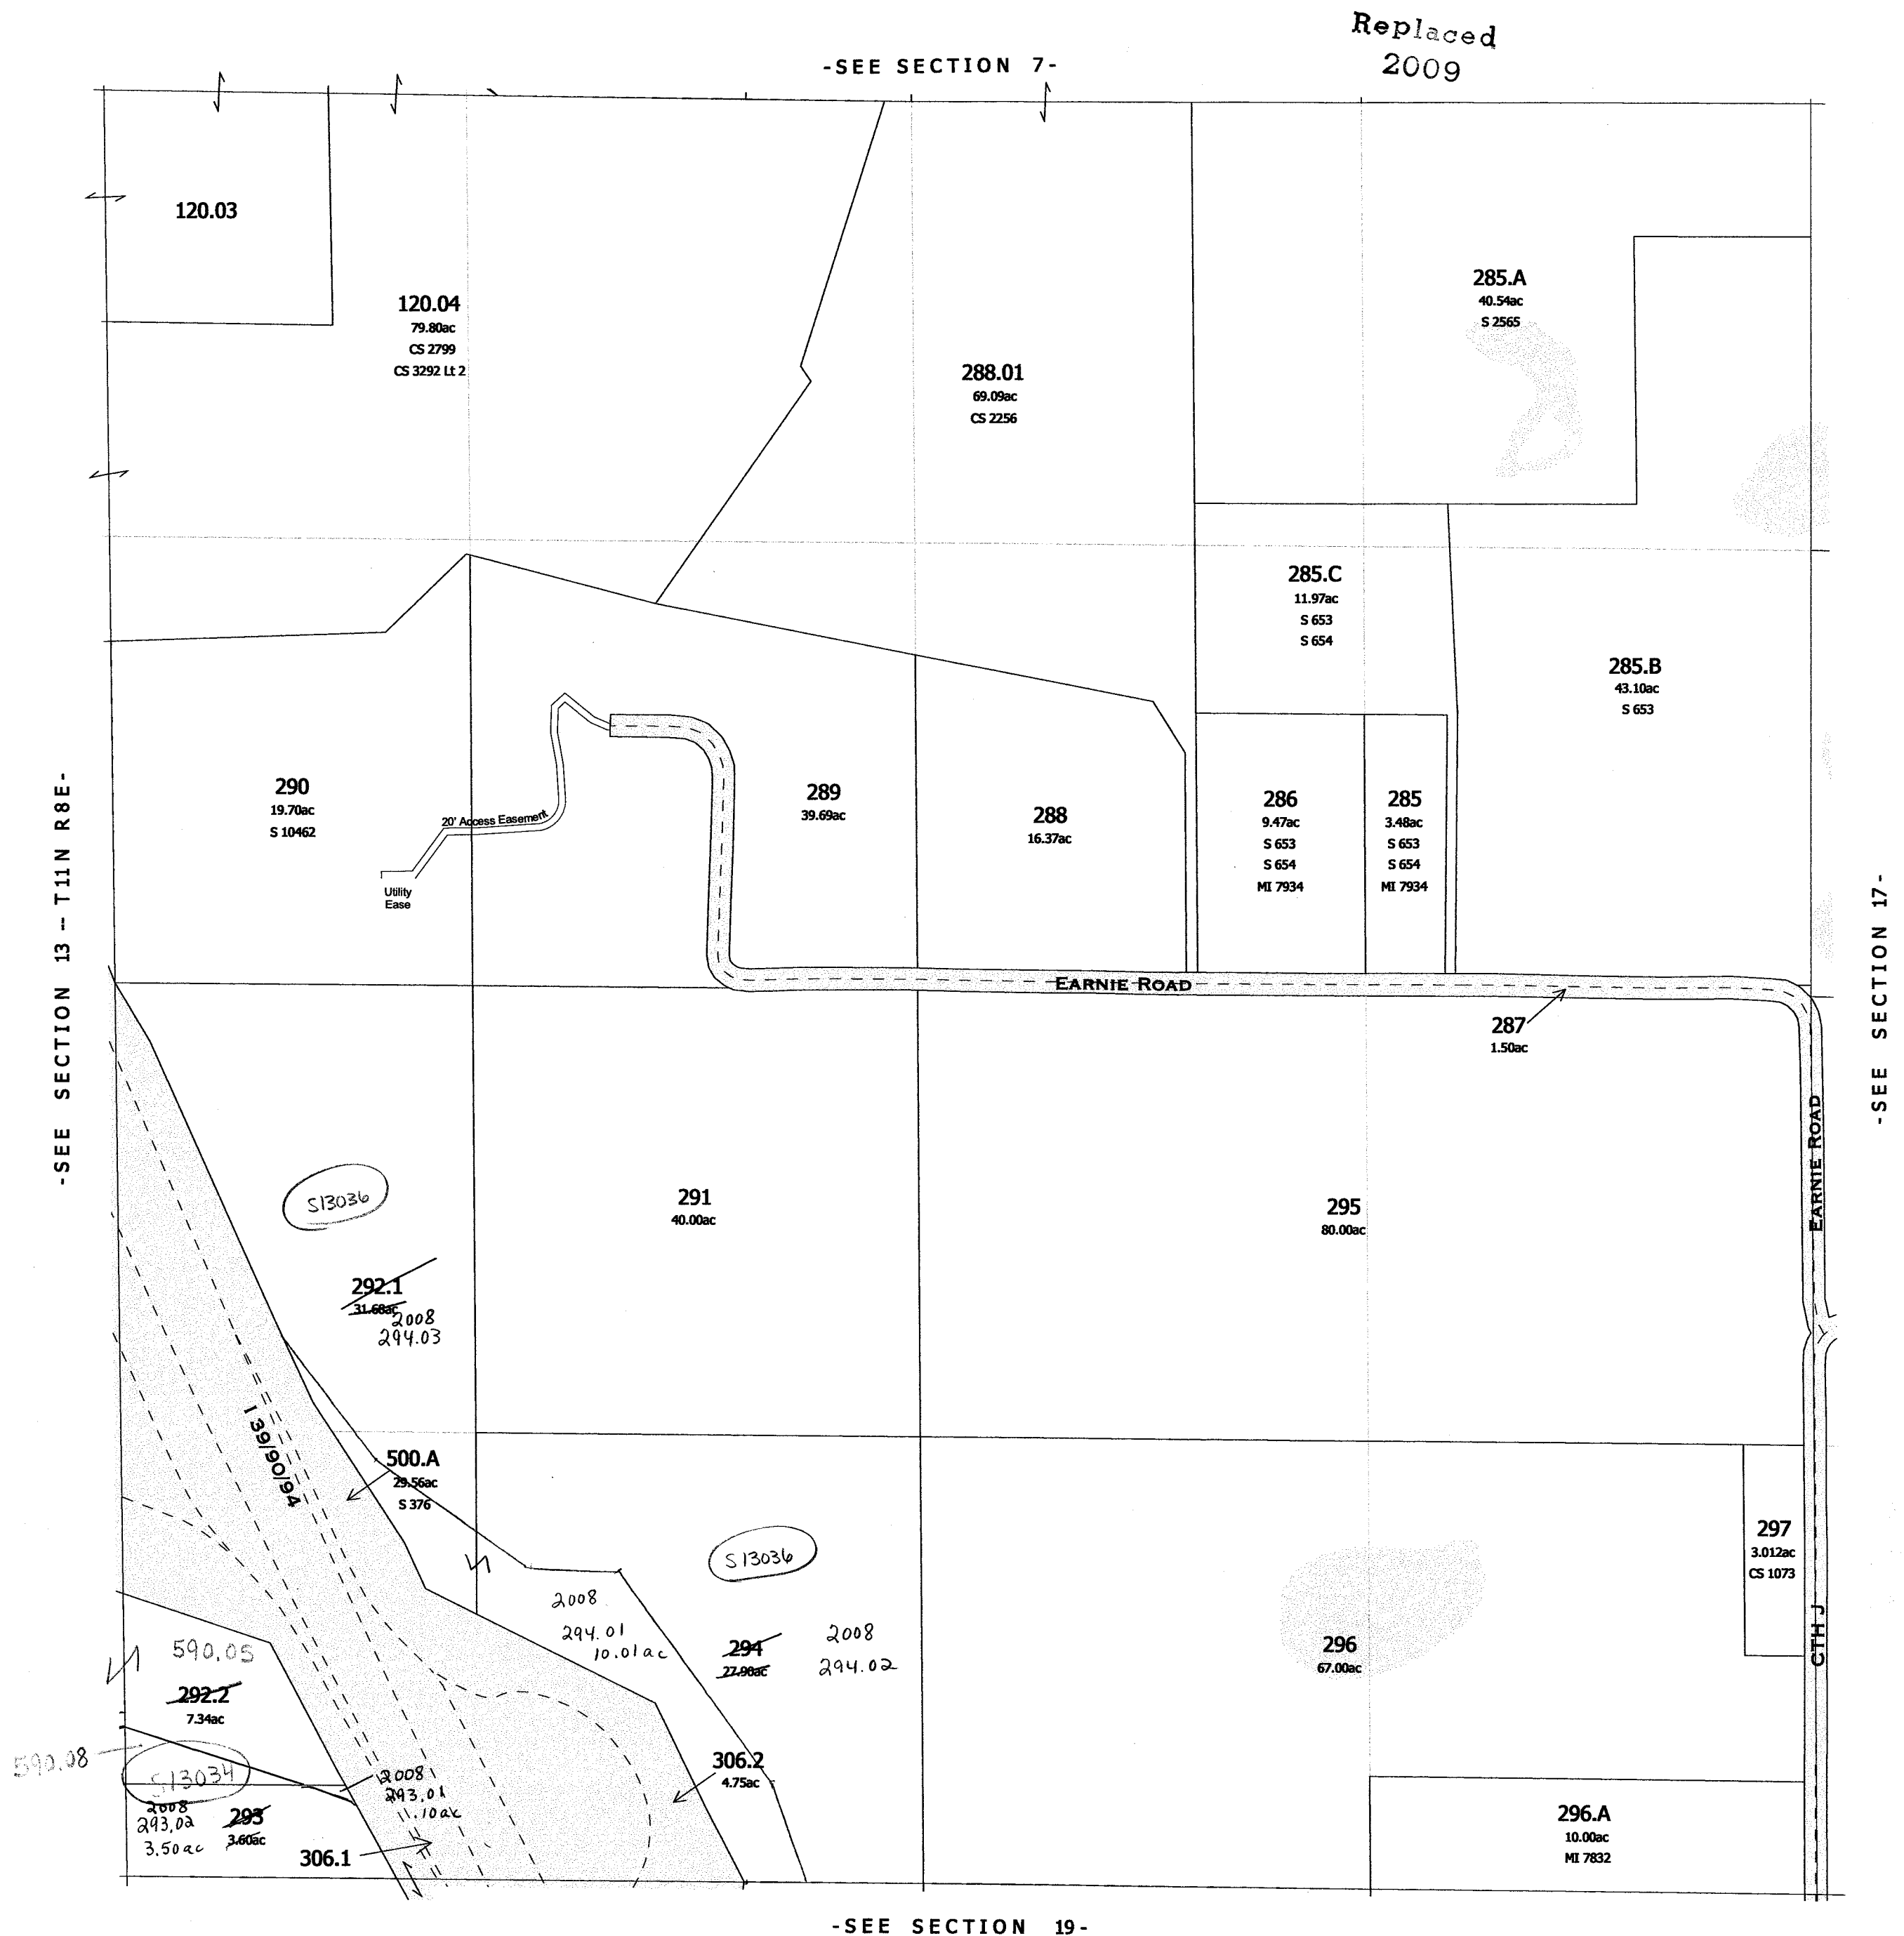 Replaced
2009
-SEE SECTION 7-
120.03
120.04
79.80ac
CS 2799
CS 3292 Lt 2
288.01
69.09ac
CS 2256
285.A
40.54ac
S 2565
285.C
11.97ac
S 653
S 654
285.B
43.10ac
S 653
290
19.70ac
S 10462
20' Access Easement
Utility
Ease
289
39.69ac
288
16.37ac
286
9.47ac
S 653
S 654
MI 7934
285
3.48ac
S 653
S 654
MI 7934
-SEE SECTION 13 -- T11N R8E-
-SEE SECTION 17-
EARNIE ROAD
287
1.50ac
EARNIE ROAD
S13036
292.1
31.68ac
2008
294.03
291
40.00ac
295
80.00ac
I 39/90/94
500.A
29.56ac
S 376
S13036
2008
294.01
10.01ac
294
27.90ac
2008
294.02
297
3.012ac
CS 1073
CTH J
296
67.00ac
590.05
292.2
7.34ac
590.08
S13034
2008
293.02
3.50ac
293
3.60ac
2008
293.01
.10ac
306.1
306.2
4.75ac
296.A
10.00ac
MI 7832
-SEE SECTION 19-